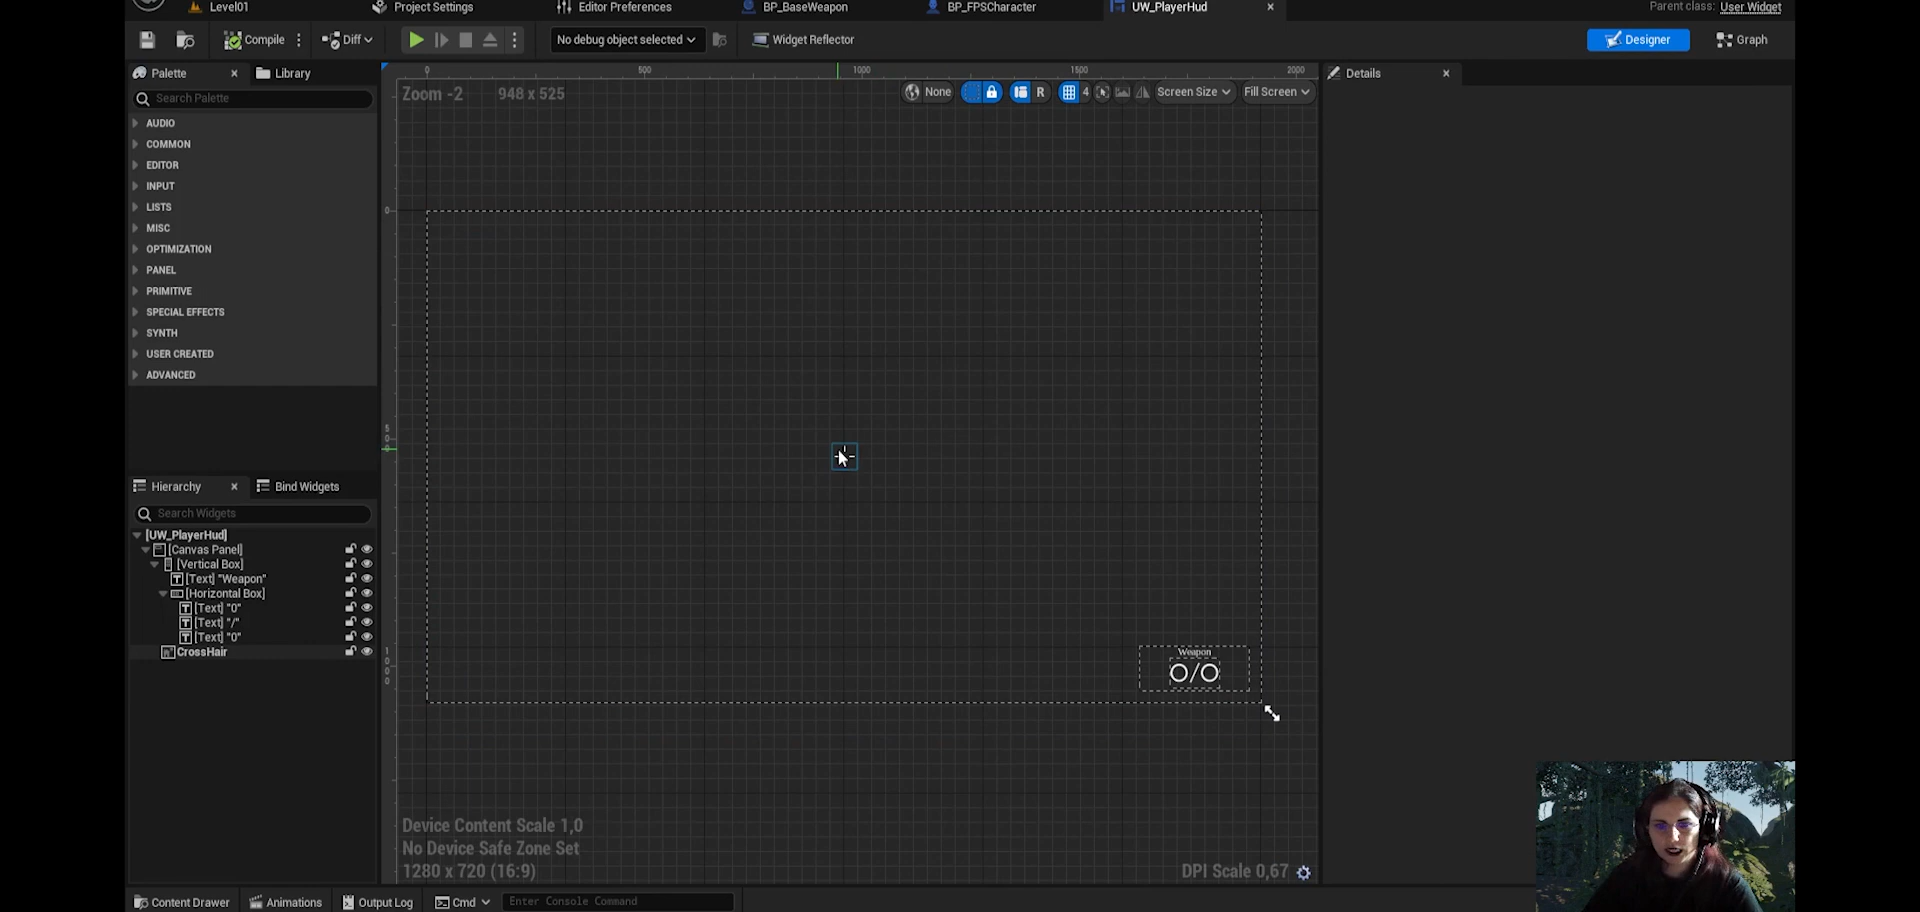 Level01
Project Settings
Editor Preferences
BP_BaseWeapon
BP_FPSCharacter
UW_PlayerHud
Parent class: User Widget
Compile
Diff
No debug object selected
Widget Reflector
Designer
Graph
Palette
Library
Search Palette
AUDIO
COMMON
EDITOR
INPUT
LISTS
MISC
OPTIMIZATION
PANEL
PRIMITIVE
SPECIAL EFFECTS
SYNTH
USER CREATED
ADVANCED
Hierarchy
Bind Widgets
Search Widgets
[UW_PlayerHud]
[Canvas Panel]
[Vertical Box]
[Text] "Weapon"
[Horizontal Box]
[Text] "0"
[Text] "/"
[Text] "0"
CrossHair
0
500
1000
1500
2000
Zoom -2
948 x 525
None
R
4
Screen Size
Fill Screen
0
500
1000
Weapon
0/0
Device Content Scale 1,0
No Device Safe Zone Set
1280 x 720 (16:9)
DPI Scale 0,67
Details
Content Drawer
Animations
Output Log
Cmd
Enter Console Command